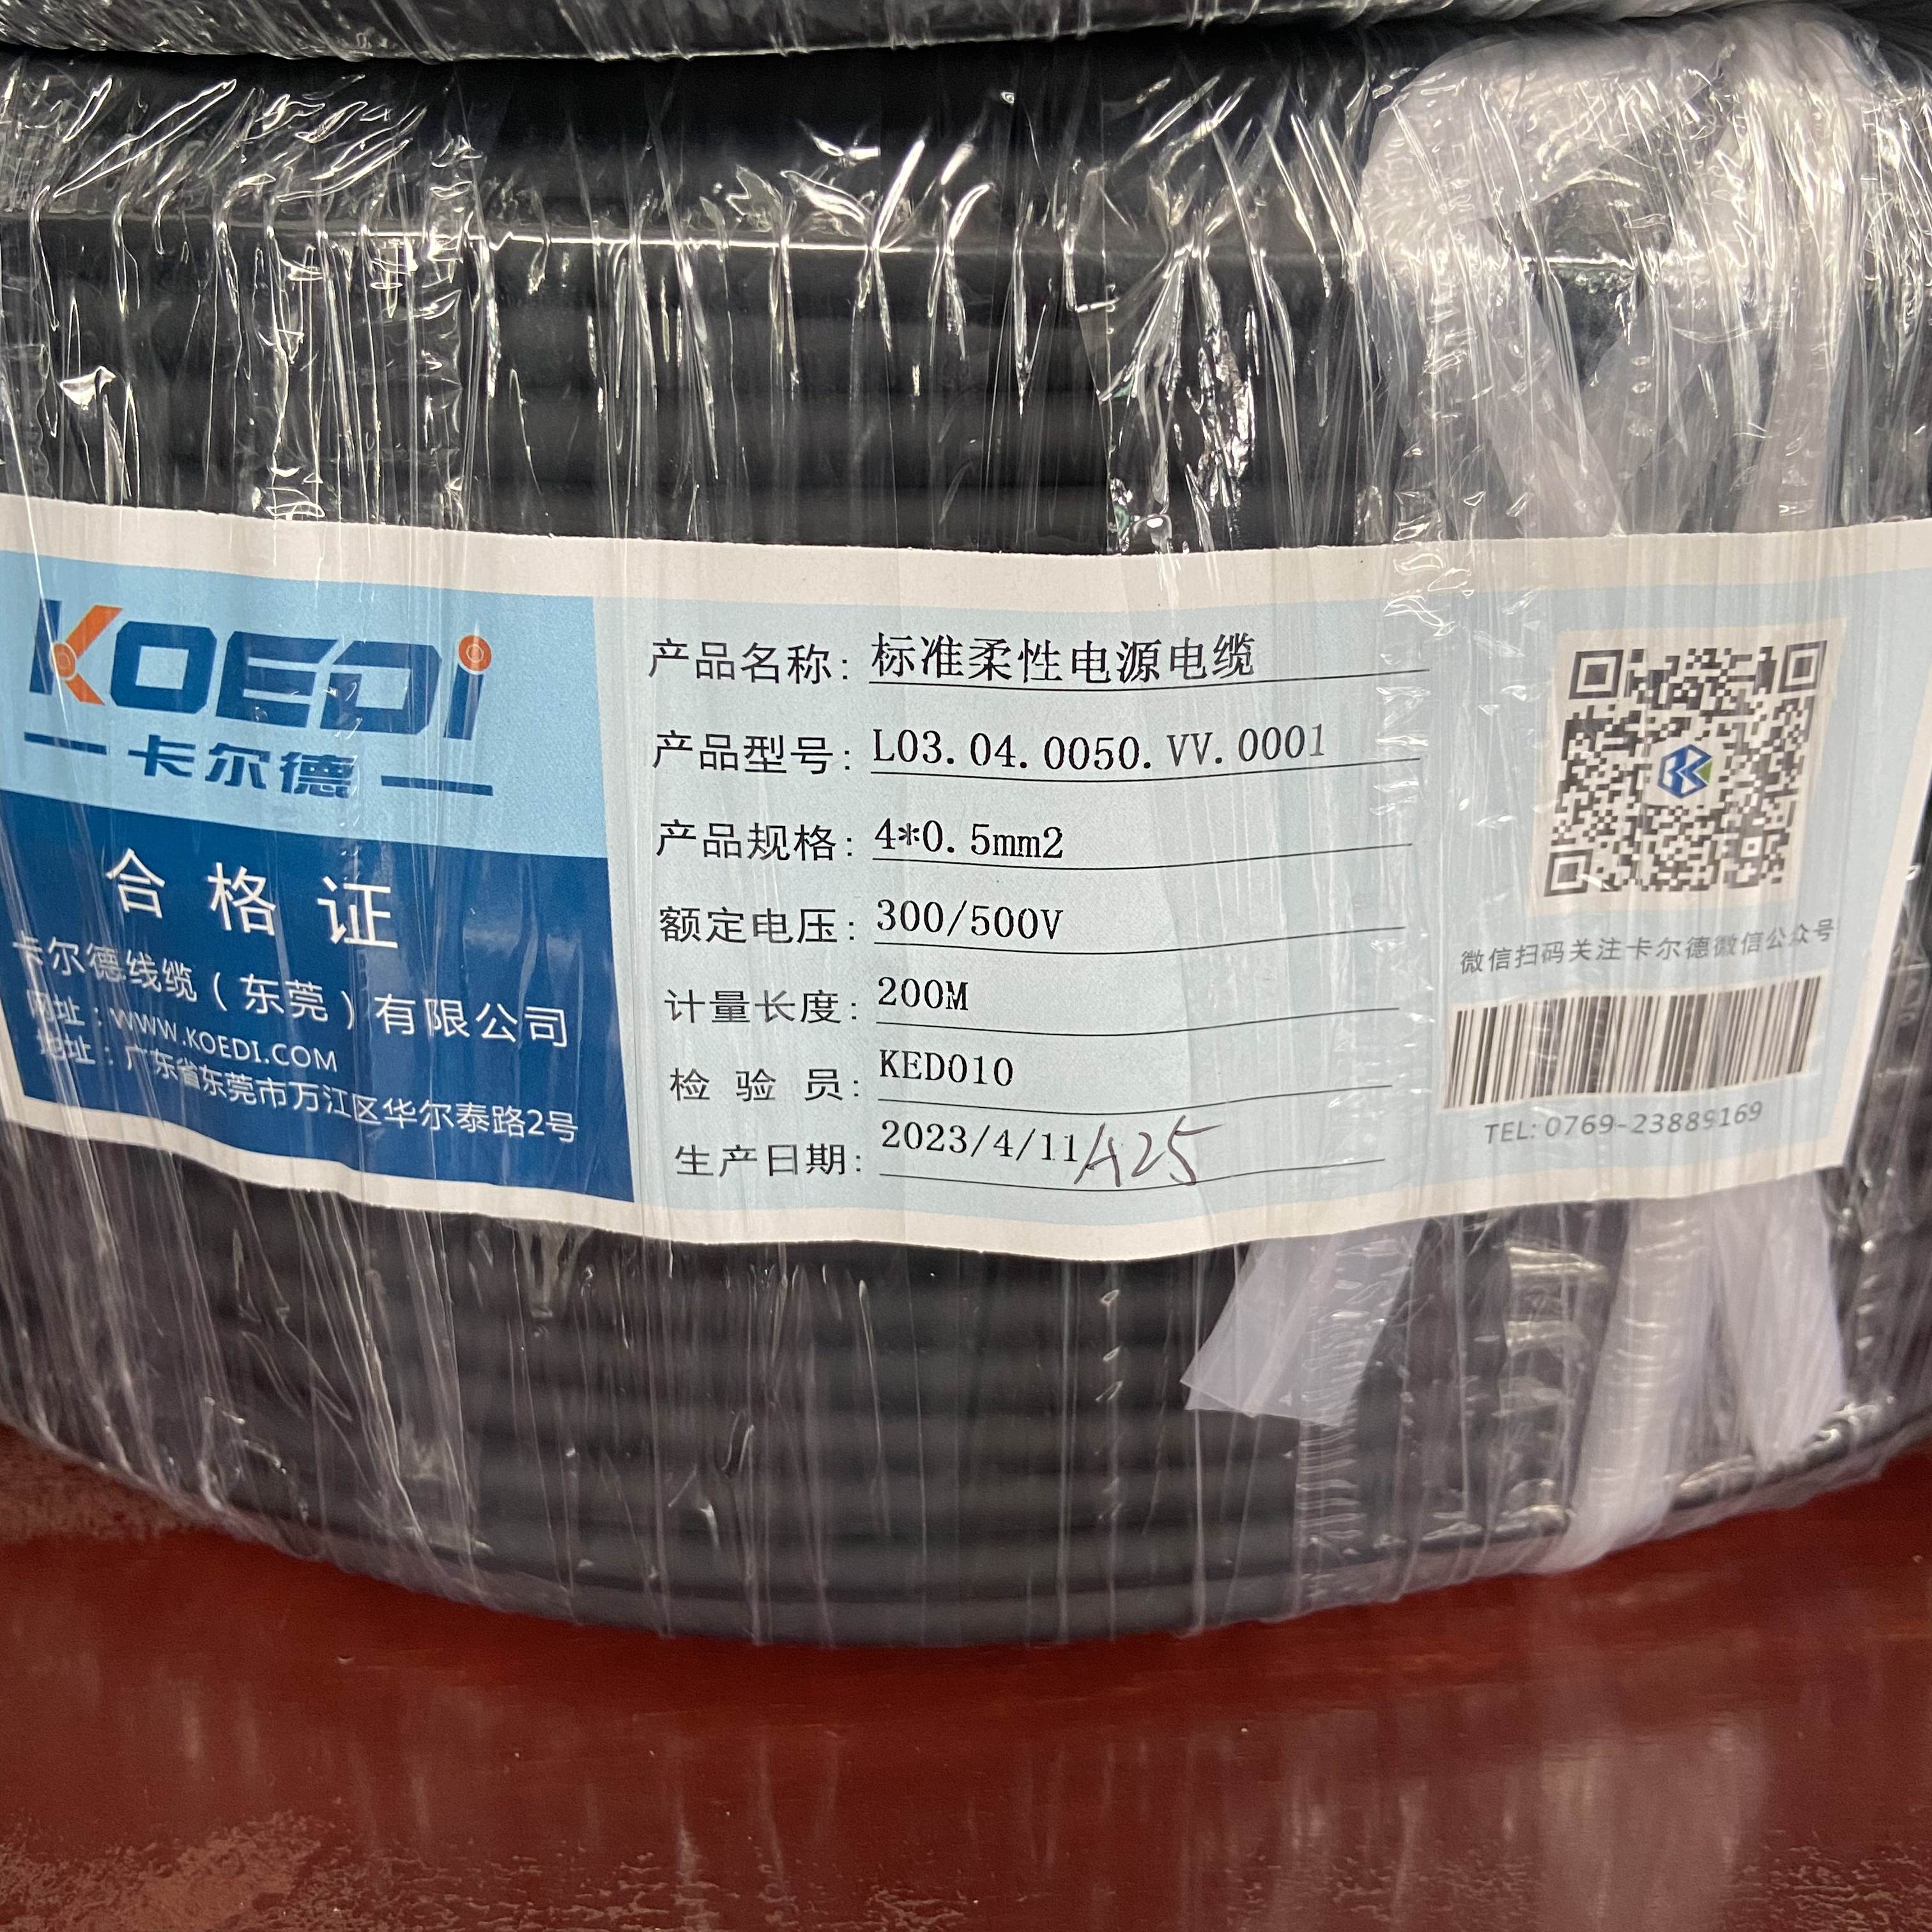 KOEDI
卡尔德
合格证
卡尔德线缆（东莞）有限公司
网址：WWW.KOEDI.COM
地址：广东省东莞市万江区华尔泰路2号
产品名称：标准柔性电源电缆
产品型号：L03.04.0050.VV.0001
产品规格：4*0.5mm2
额定电压：300/500V
计量长度：200M
检验员：KED010
生产日期：2023/4/11/A25
微信扫码关注卡尔德微信公众号
TEL: 0769-23889169